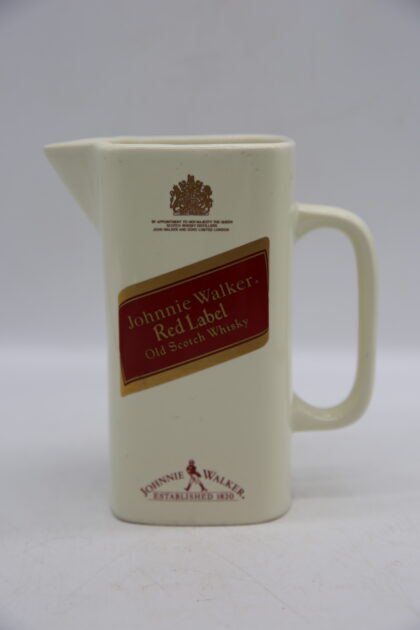 BY APPOINTMENT TO HER MAJESTY THE QUEEN
SCOTCH WHISKY DISTILLERS
JOHN WALKER AND SONS LIMITED LONDON
Johnnie Walker.
Red Label
Old Scotch Whisky
JOHNNIE WALKER.
ESTABLISHED 1820